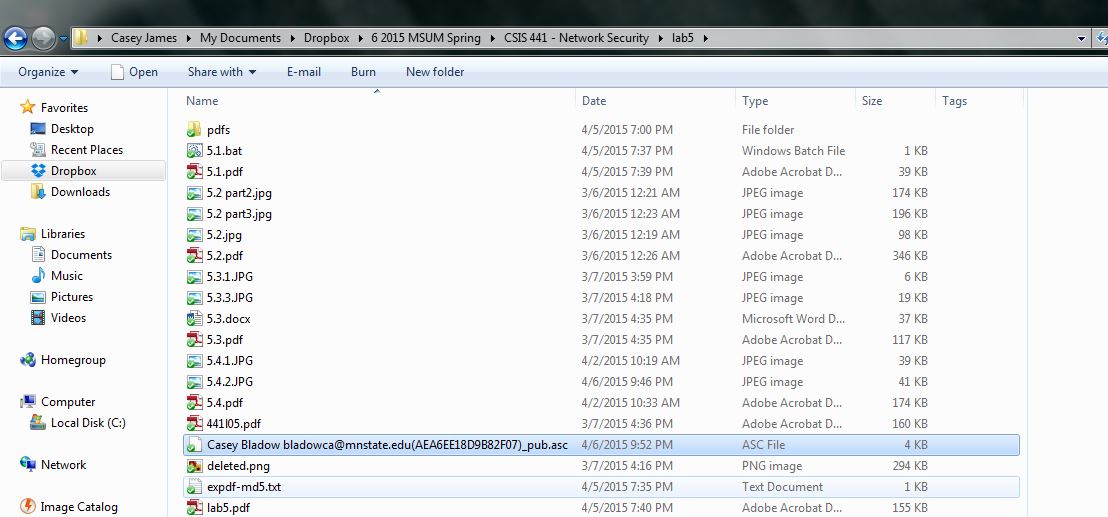 Casey James ▸ My Documents ▸ Dropbox ▸ 6 2015 MSUM Spring ▸ CSIS 441 - Network Security ▸ lab5 ▸
Organize ▾ Open Share with ▾ E-mail Burn New folder
Favorites
Desktop
Recent Places
Dropbox
Downloads
Libraries
Documents
Music
Pictures
Videos
Homegroup
Computer
Local Disk (C:)
Network
Image Catalog
Name Date Type Size Tags
pdfs 4/5/2015 7:00 PM File folder
5.1.bat 4/5/2015 7:37 PM Windows Batch File 1 KB
5.1.pdf 4/5/2015 7:39 PM Adobe Acrobat D... 39 KB
5.2 part2.jpg 3/6/2015 12:21 AM JPEG image 174 KB
5.2 part3.jpg 3/6/2015 12:23 AM JPEG image 196 KB
5.2.jpg 3/6/2015 12:19 AM JPEG image 98 KB
5.2.pdf 3/6/2015 12:26 AM Adobe Acrobat D... 346 KB
5.3.1.JPG 3/7/2015 3:59 PM JPEG image 6 KB
5.3.3.JPG 3/7/2015 4:18 PM JPEG image 19 KB
5.3.docx 3/7/2015 4:35 PM Microsoft Word D... 37 KB
5.3.pdf 3/7/2015 4:35 PM Adobe Acrobat D... 117 KB
5.4.1.JPG 4/2/2015 10:19 AM JPEG image 39 KB
5.4.2.JPG 4/6/2015 9:46 PM JPEG image 41 KB
5.4.pdf 4/2/2015 10:33 AM Adobe Acrobat D... 174 KB
441l05.pdf 3/7/2015 4:36 PM Adobe Acrobat D... 160 KB
Casey Bladow bladowca@mnstate.edu(AEA6EE18D9B82F07)_pub.asc 4/6/2015 9:52 PM ASC File 4 KB
deleted.png 3/7/2015 4:16 PM PNG image 294 KB
expdf-md5.txt 4/5/2015 7:35 PM Text Document 1 KB
lab5.pdf 4/5/2015 7:40 PM Adobe Acrobat D... 155 KB